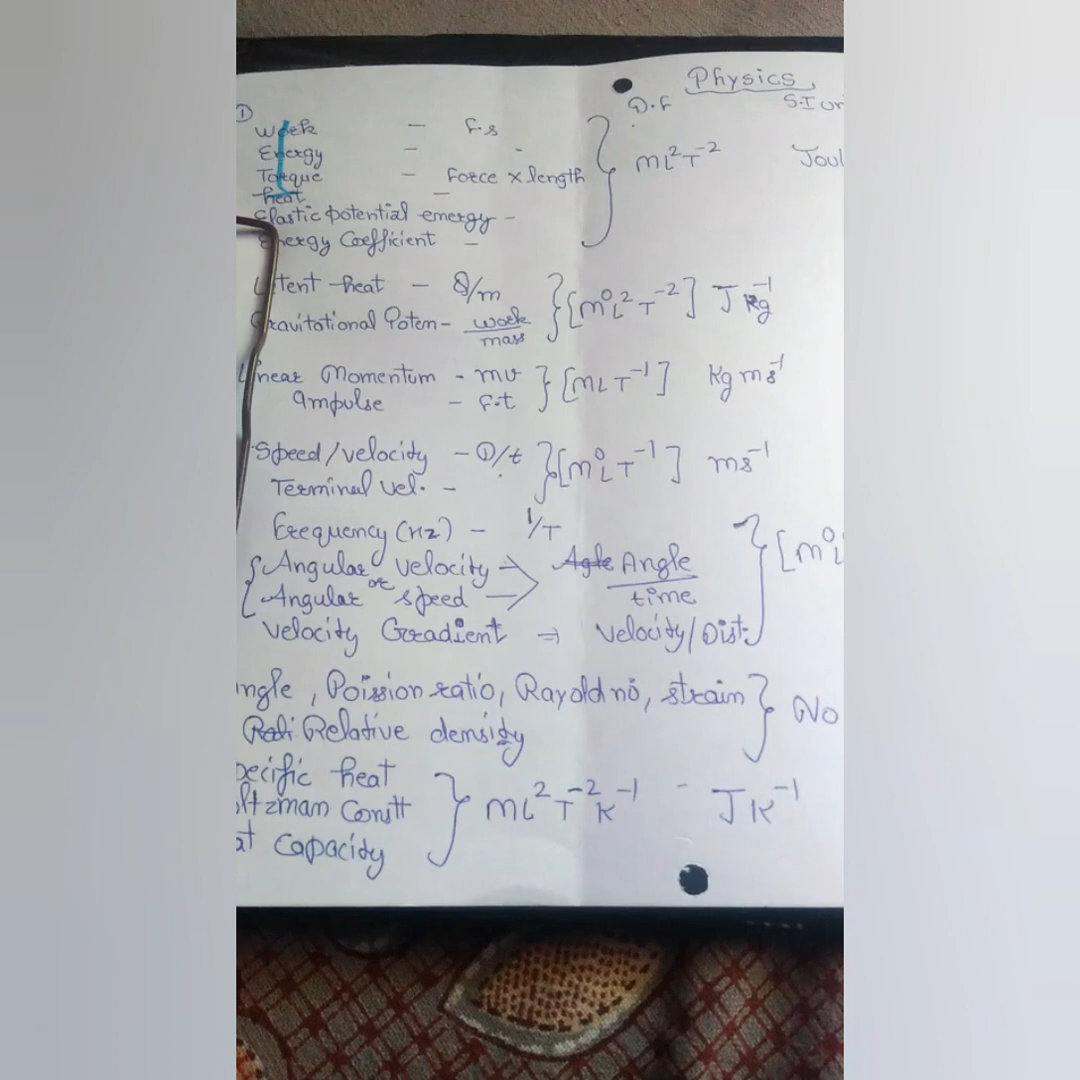 Physics
D.F S.I un
①
Work - F.s
Energy -
ML²T⁻² Joul
Torque - Force × length
heat -
Elastic potential energy -
Energy Coefficient -
Latent heat - Q/m
[M⁰L²T⁻²] J Kg⁻¹
Gravitational Poten- work/mass
Linear Momentum - mv
[MLT⁻¹] Kg ms⁻¹
Impulse - F.t
Speed/velocity - D/t
[M⁰LT⁻¹] ms⁻¹
Terminal vel. -
Frequency (Hz) - 1/T
[M⁰L
Angular velocity → Angle
or
Angular speed → time
Velocity Gradient ⇒ Velocity/Dist.
ngle, Poission ratio, Rayold no, strain
No
Relative density
pecific heat
ltzman Constt
ML²T⁻²K⁻¹ - JK⁻¹
at capacity